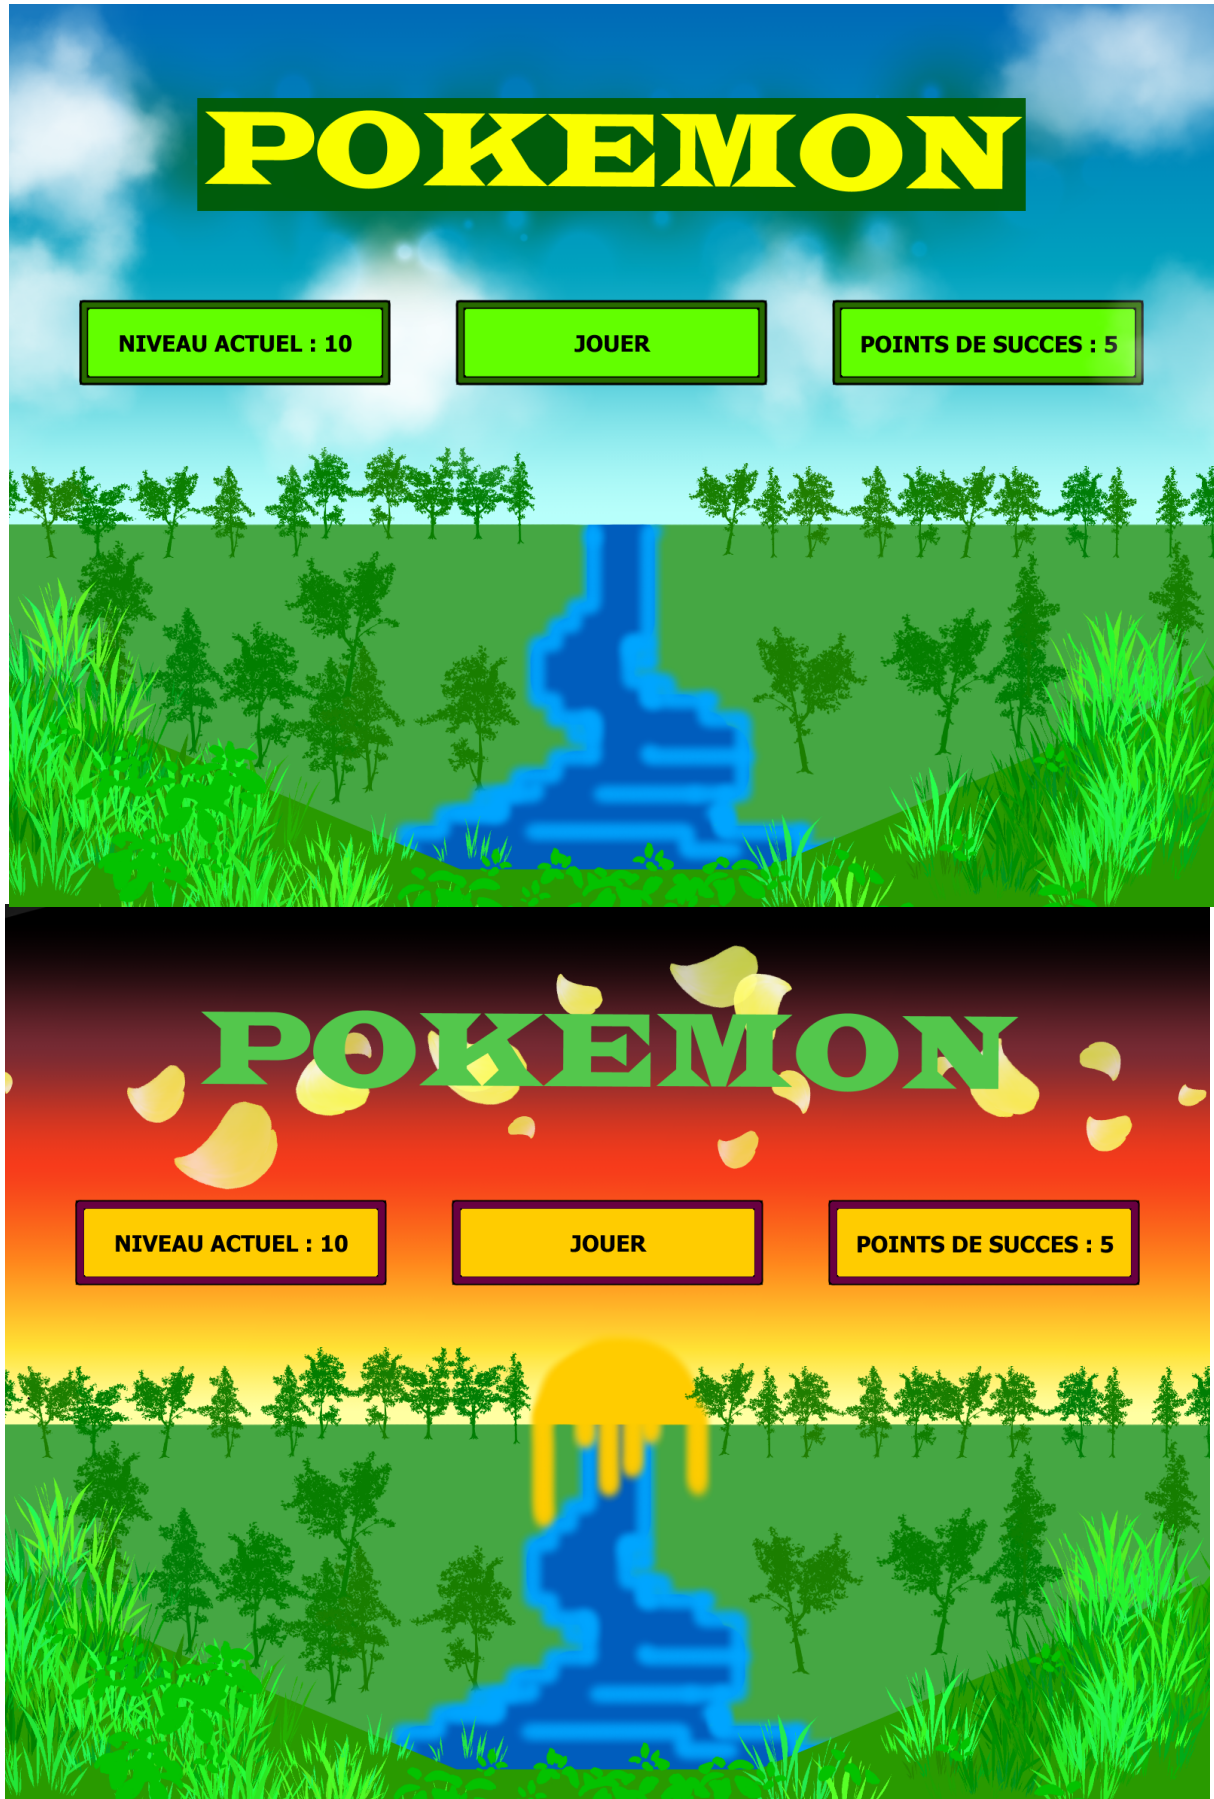 POKEMON
NIVEAU ACTUEL : 10
JOUER
POINTS DE SUCCES : 5
POKEMON
NIVEAU ACTUEL : 10
JOUER
POINTS DE SUCCES : 5